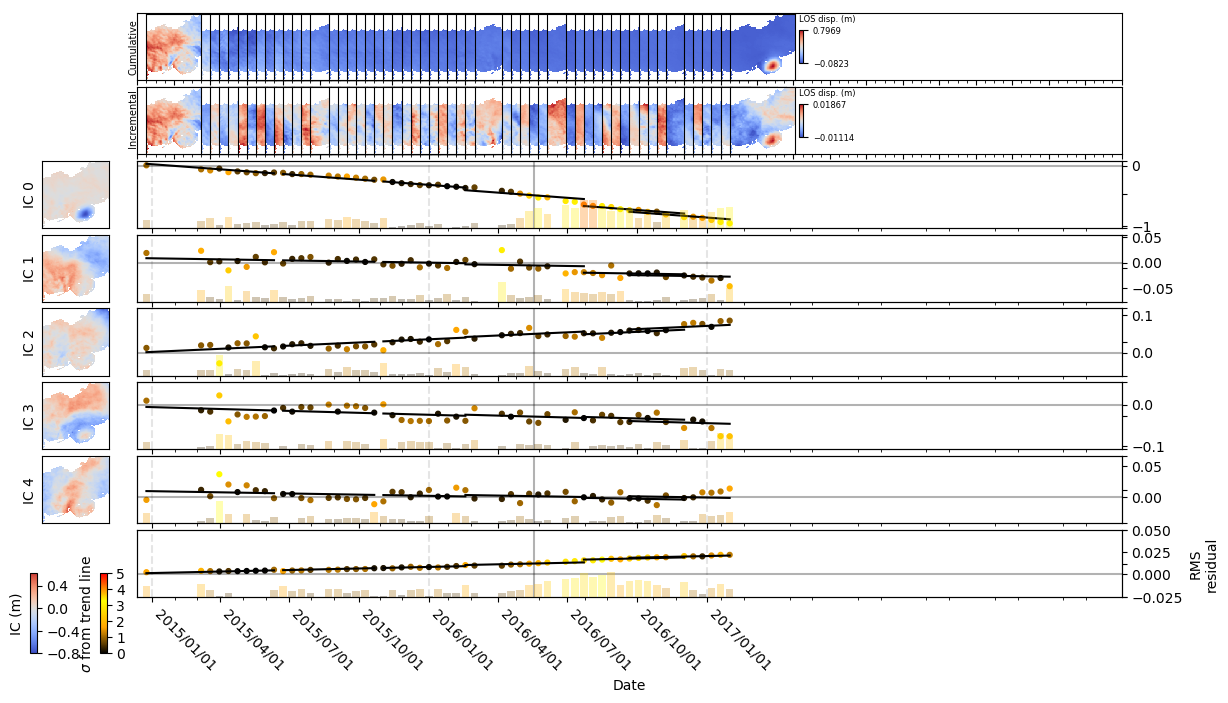 Cumulative
LOS disp. (m)
0.7969
−0.0823
Incremental
LOS disp. (m)
0.01867
−0.01114
IC 0
0
−1
IC 1
0.05
0.00
−0.05
IC 2
0.1
0.0
IC 3
0.0
−0.1
IC 4
0.05
0.00
0.050
0.025
0.000
−0.025
RMS
residual
IC (m)
0.4
0.0
−0.4
−0.8
σ from trend line
5
4
3
2
1
0
2015/01/01
2015/04/01
2015/07/01
2015/10/01
2016/01/01
2016/04/01
2016/07/01
2016/10/01
2017/01/01
Date